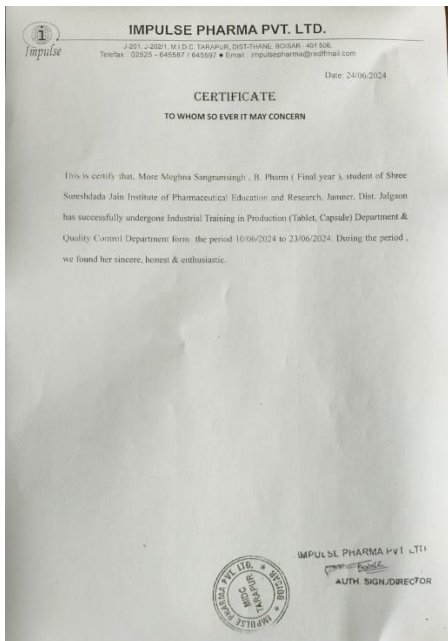 IMPULSE PHARMA PVT. LTD.
i
Impulse
J-201, J-202/1, M.I.D.C. TARAPUR, DIST-THANE, BOISAR - 401 506,
Telefax : 02525 - 645587 / 645597 ● Email : impulsepharma@rediffmail.com
Date: 24/06/2024
CERTIFICATE
TO WHOM SO EVER IT MAY CONCERN
This is certify that, More Meghna Sangramsingh , B. Pharm ( Final year ), student of Shree
Sureshdada Jain Institute of Pharmaceutical Education and Research, Jamner, Dist. Jalgaon
has successfully undergone Industrial Training in Production (Tablet, Capsule) Department &
Quality Control Department form the period 10/06/2024 to 23/06/2024. During the period ,
we found her sincere, honest & enthusiastic.
IMPULSE PHARMA PVT LTD
AUTH. SIGN/DIRECTOR
IMPULSE PHARMA PVT. LTD. * BOISAR *
MIDC
TARAPUR